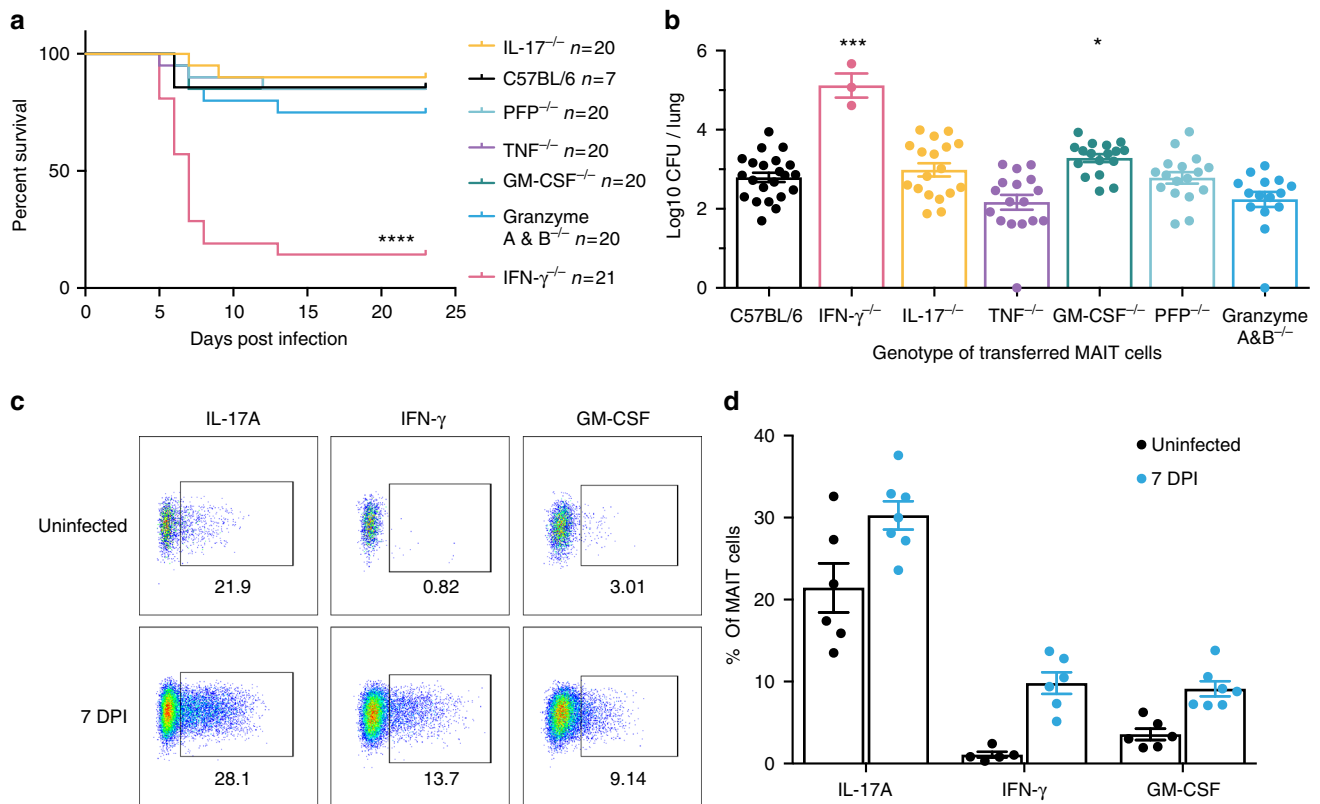 a
100
50
0
Percent survival
0 5 10 15 20 25
Days post infection
****
IL-17–/– n=20
C57BL/6 n=7
PFP–/– n=20
TNF–/– n=20
GM-CSF–/– n=20
Granzyme
A & B–/– n=20
IFN-γ–/– n=21
b
6
4
2
0
Log10 CFU / lung
*** *
C57BL/6 IFN-γ–/– IL-17–/– TNF–/– GM-CSF–/– PFP–/– Granzyme
A&B–/–
Genotype of transferred MAIT cells
c
IL-17A IFN-γ GM-CSF
Uninfected
21.9 0.82 3.01
7 DPI
28.1 13.7 9.14
d
40
30
20
10
0
% Of MAIT cells
Uninfected
7 DPI
IL-17A IFN-γ GM-CSF